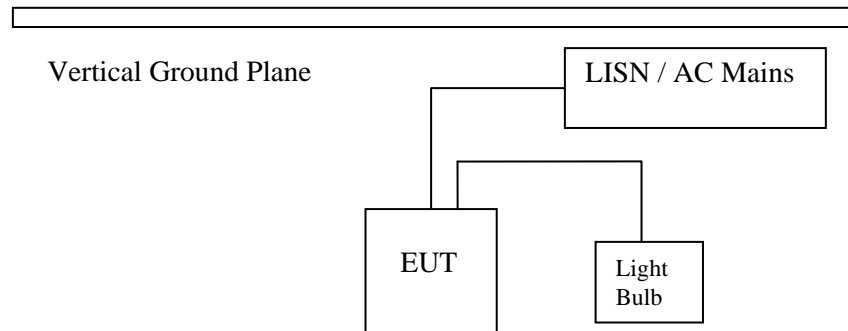 Vertical Ground Plane
LISN / AC Mains
EUT
Light
Bulb